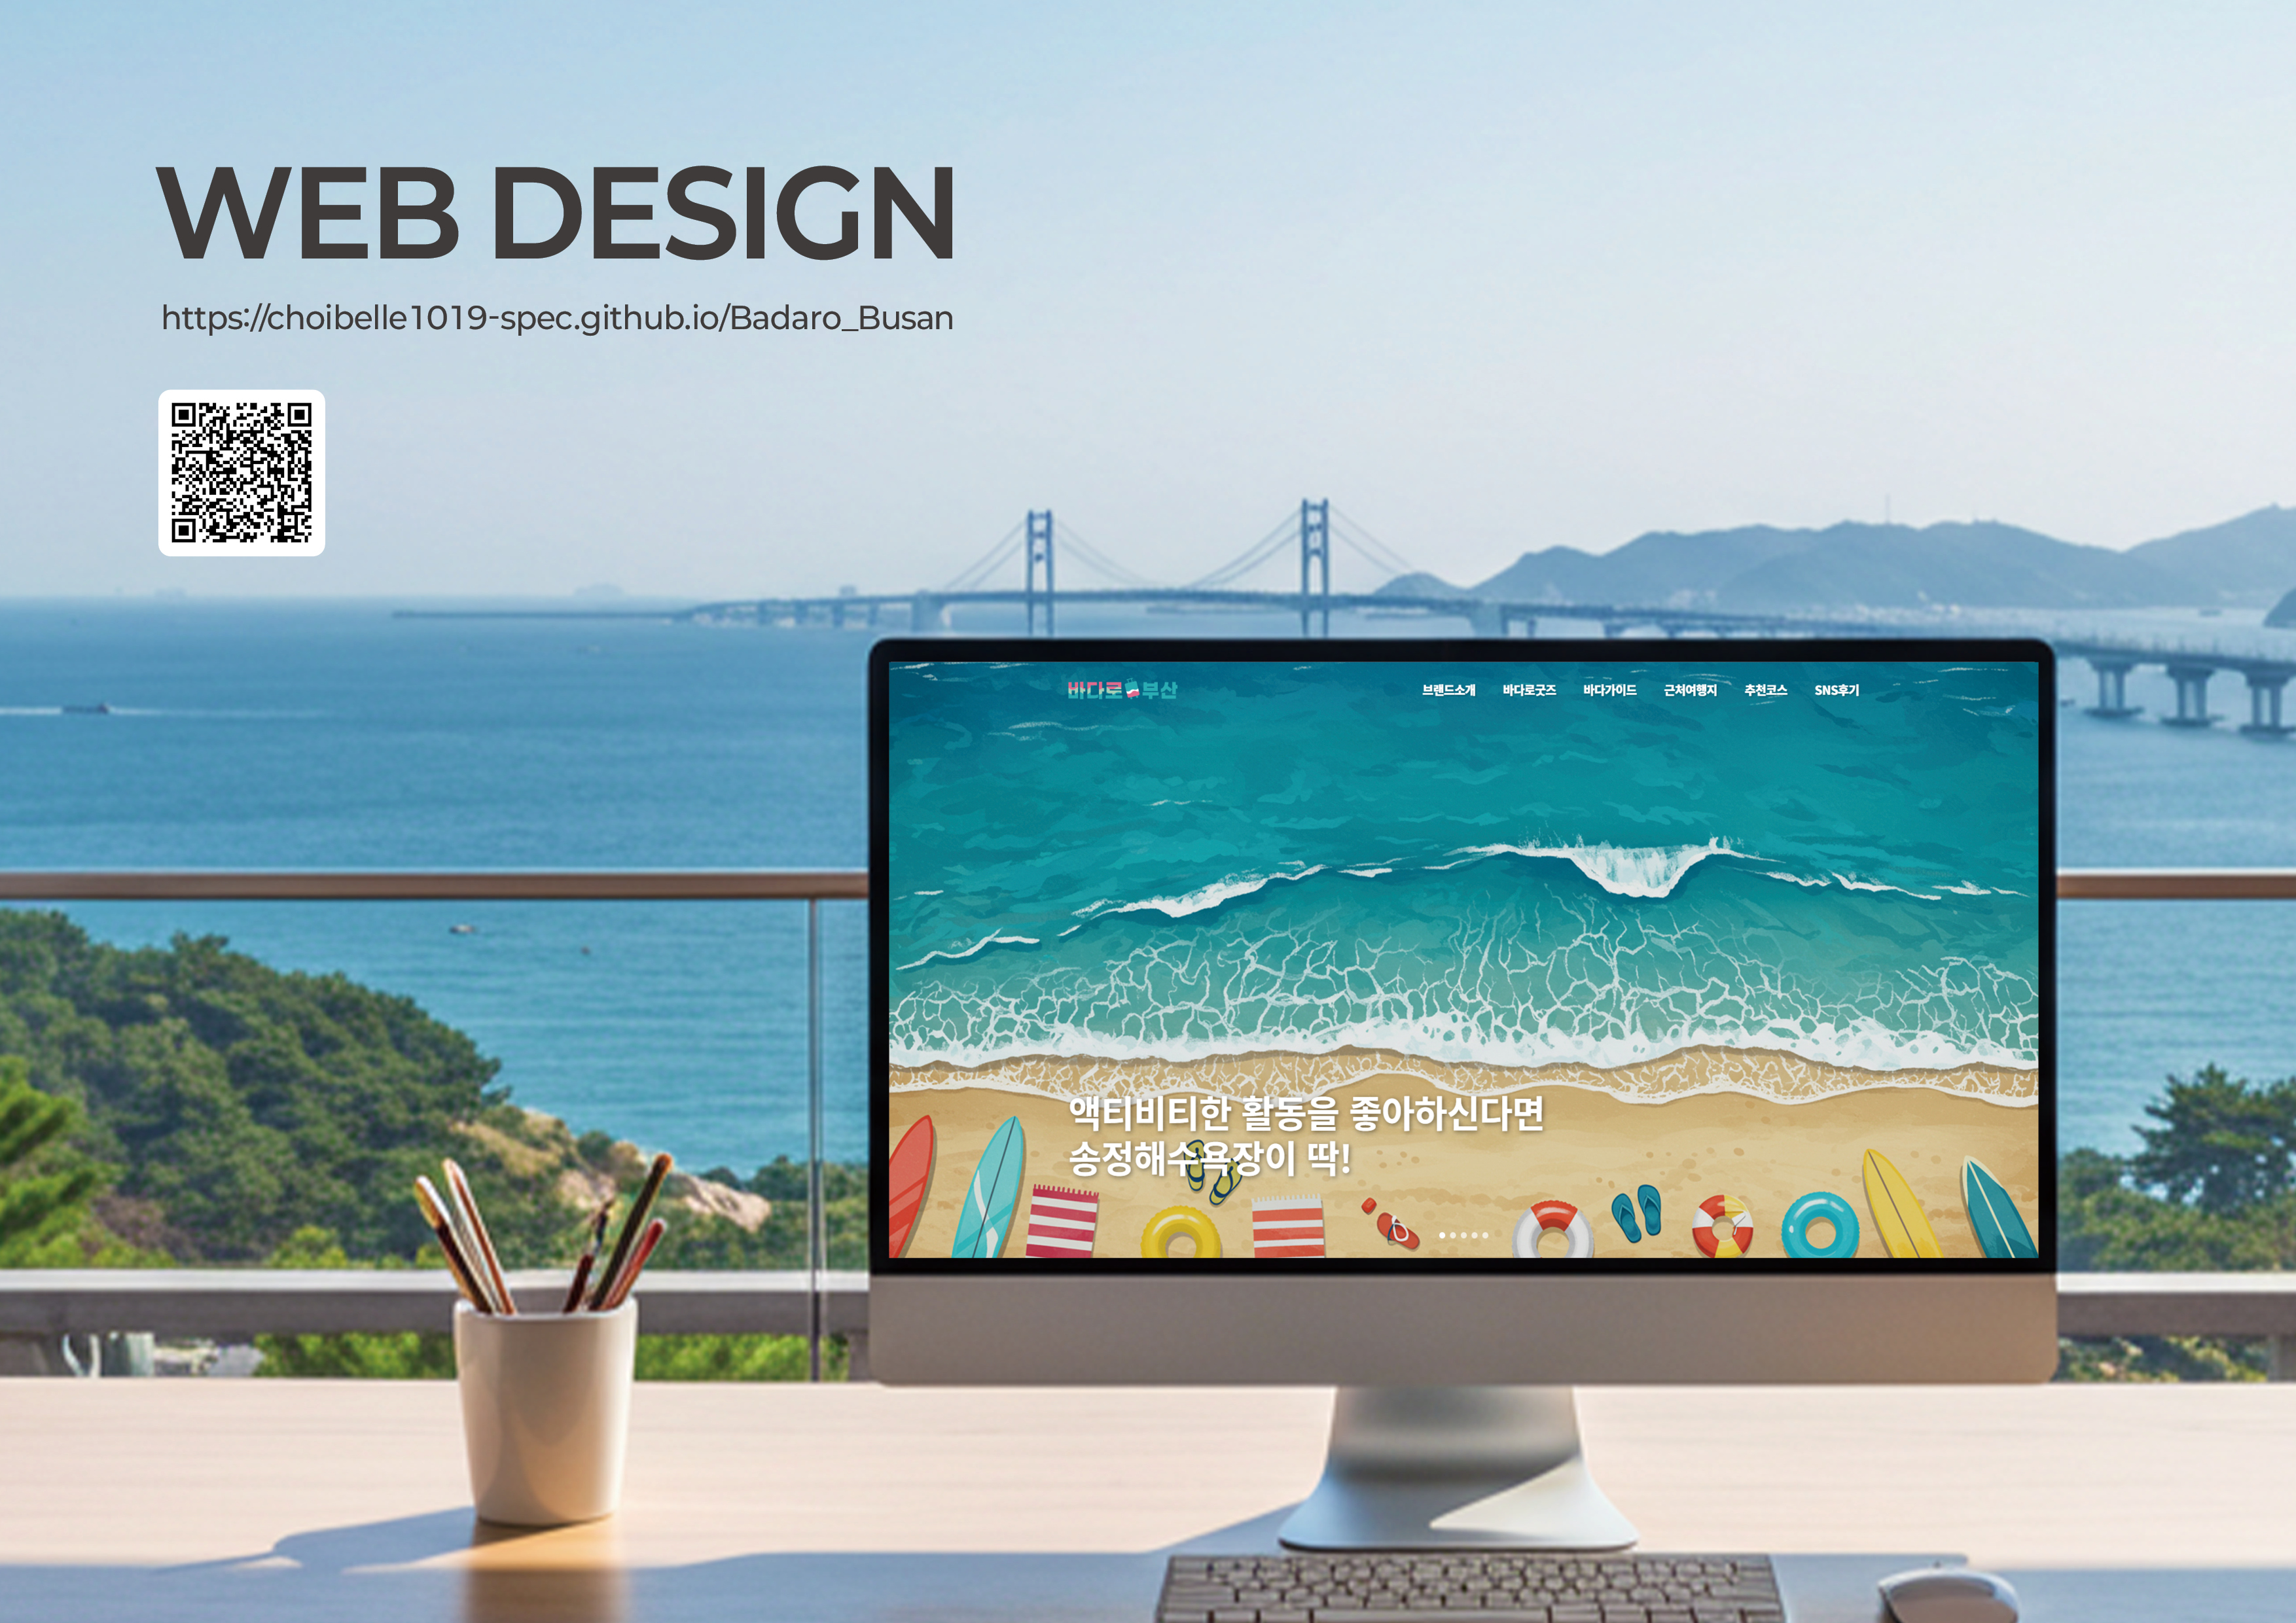 WEB DESIGN
https://choibelle1019-spec.github.io/Badaro_Busan
바다로 부산
브랜드소개 바다로굿즈 바다가이드 근처여행지 추천코스 SNS후기
액티비티한 활동을 좋아하신다면
송정해수욕장이 딱!